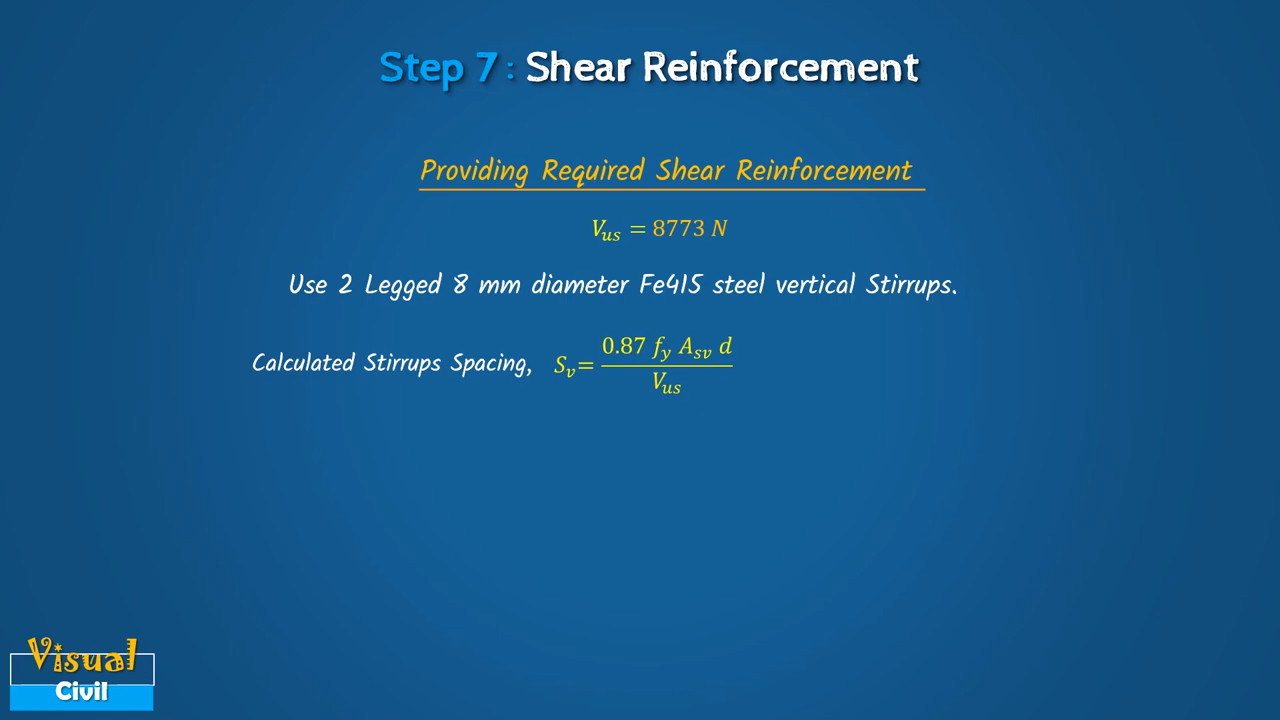 Step 7 : Shear Reinforcement
Providing Required Shear Reinforcement
V_us = 8773 N
Use 2 Legged 8 mm diameter Fe415 steel vertical Stirrups.
Calculated Stirrups Spacing, S_v = (0.87 f_y A_sv d) / V_us
Visual
Civil